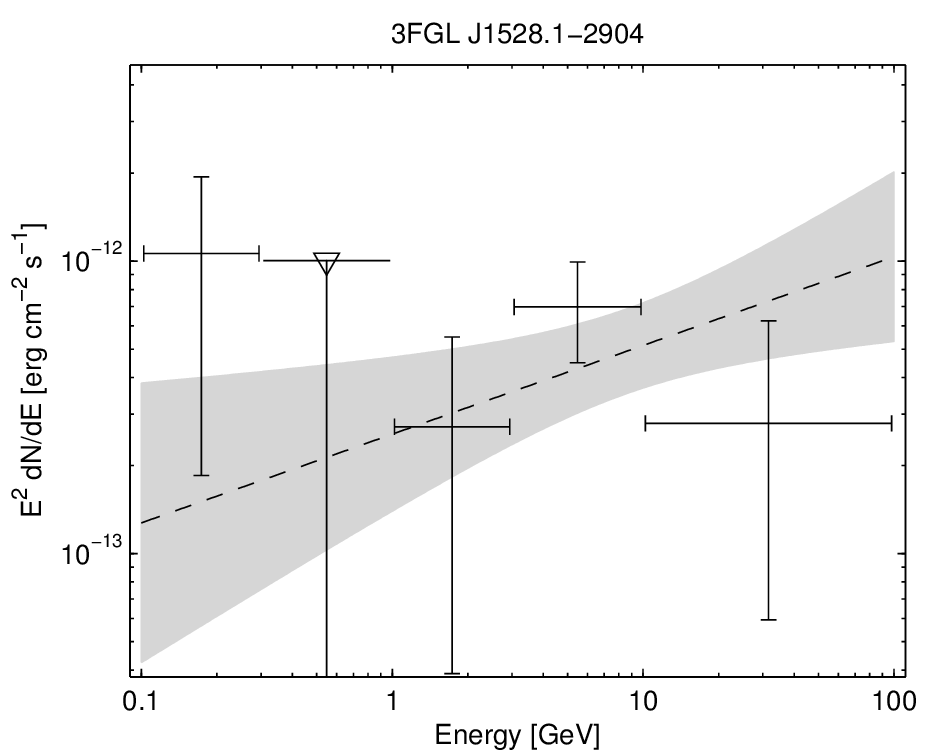 3FGL J1528.1−2904
E² dN/dE [erg cm⁻² s⁻¹]
10⁻¹²
10⁻¹³
0.1 1 10 100
Energy [GeV]